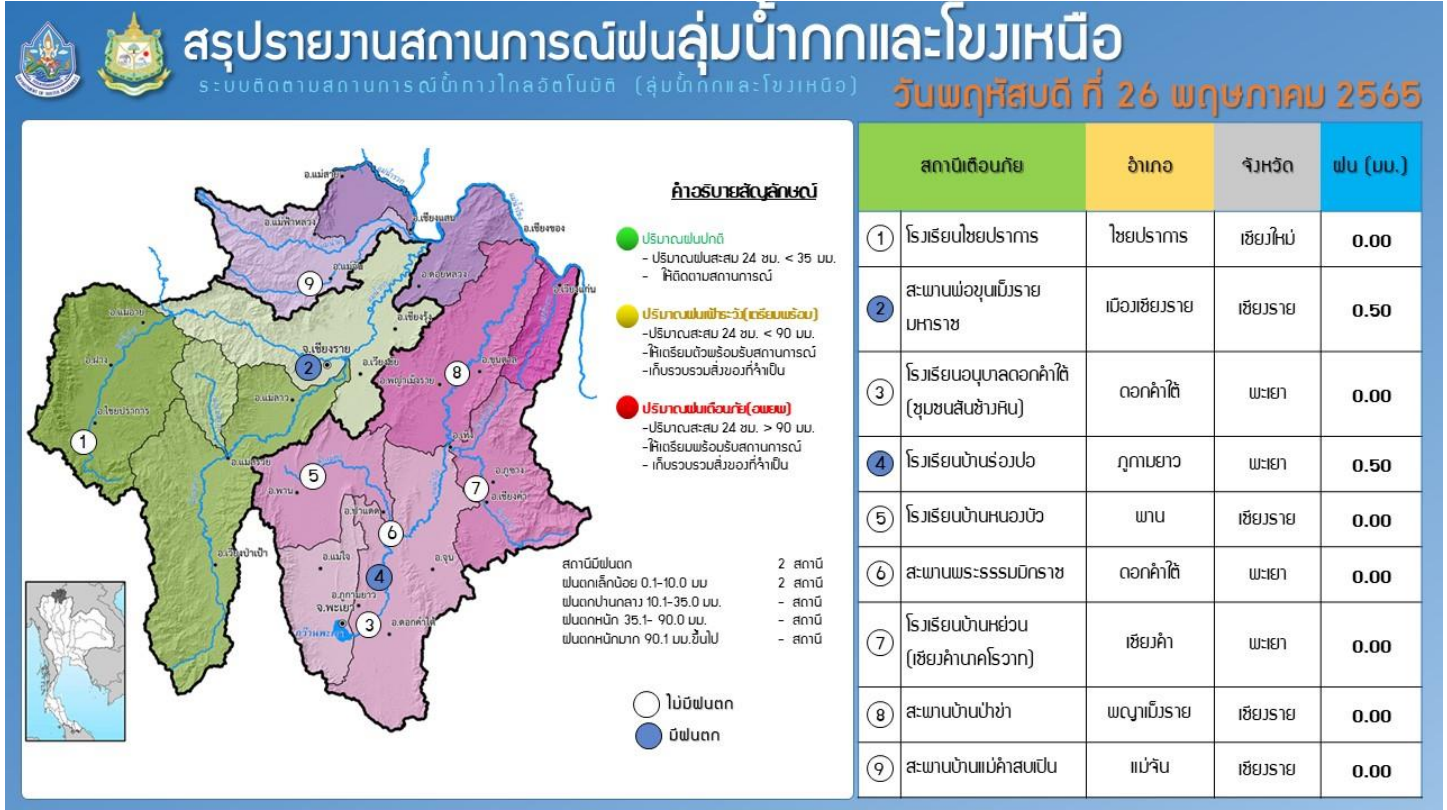 สรุปรายงานสถานการณ์ฝนลุ่มน้ำกกและโขงเหนือ
ระบบติดตามสถานการณ์น้ำทางไกลอัตโนมัติ (ลุ่มน้ำกกและโขงเหนือ)
วันพฤหัสบดี ที่ 26 พฤษภาคม 2565
อ.แม่สาย
แม่น้ำรวก
แม่น้ำโขง
อ.แม่ฟ้าหลวง
อ.เชียงแสน
อ.เชียงของ
อ.แม่จัน
9
อ.ดอยหลวง
อ.เวียงแก่น
อ.แม่อาย
อ.เชียงรุ้ง
อ.ฝาง
จ.เชียงราย
2
อ.เวียงชัย
อ.พญาเม็งราย
8
อ.ขุนตาล
อ.แม่ลาว
อ.ไชยปราการ
1
อ.เทิง
อ.แม่สรวย
5
อ.พาน
อ.ภูซาง
7
อ.เชียงคำ
อ.ป่าแดด
6
อ.เวียงป่าเป้า
อ.แม่ใจ
อ.จุน
4
อ.ภูกามยาว
จ.พะเยา
3
อ.ดอกคำใต้
กว๊านพะเยา
คำอธิบายสัญลักษณ์
ปริมาณฝนปกติ
- ปริมาณฝนสะสม 24 ชม. < 35 มม.
- ให้ติดตามสถานการณ์
ปริมาณฝนเฝ้าระวัง(เตรียมพร้อม)
-ปริมาณสะสม 24 ชม. < 90 มม.
-ให้เตรียมตัวพร้อมรับสถานการณ์
-เก็บรวบรวมสิ่งของที่จำเป็น
ปริมาณฝนเตือนภัย(อพยพ)
-ปริมาณสะสม 24 ชม. > 90 มม.
-ให้เตรียมพร้อมรับสถานการณ์
- เก็บรวบรวมสิ่งของที่จำเป็น
สถานีมีฝนตก 2 สถานี
ฝนตกเล็กน้อย 0.1-10.0 มม 2 สถานี
ฝนตกปานกลาง 10.1-35.0 มม. - สถานี
ฝนตกหนัก 35.1- 90.0 มม. - สถานี
ฝนตกหนักมาก 90.1 มม.ขึ้นไป - สถานี
ไม่มีฝนตก
มีฝนตก
สถานีเตือนภัย อำเภอ จังหวัด ฝน (มม.)
1 โรงเรียนไชยปราการ ไชยปราการ เชียงใหม่ 0.00
2 สะพานพ่อขุนเม็งราย
มหาราช เมืองเชียงราย เชียงราย 0.50
3 โรงเรียนอนุบาลดอกคำใต้
(ชุมชนสันช้างหิน) ดอกคำใต้ พะเยา 0.00
4 โรงเรียนบ้านร่องปอ ภูกามยาว พะเยา 0.50
5 โรงเรียนบ้านหนองบัว พาน เชียงราย 0.00
6 สะพานพระธรรมมิกราช ดอกคำใต้ พะเยา 0.00
7 โรงเรียนบ้านหย่วน
(เชียงคำนาคโรวาท) เชียงคำ พะเยา 0.00
8 สะพานบ้านป่าข่า พญาเม็งราย เชียงราย 0.00
9 สะพานบ้านแม่คำสบเปิน แม่จัน เชียงราย 0.00